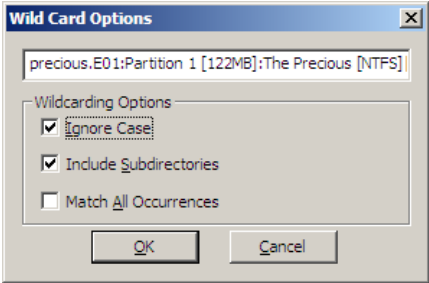 Wild Card Options
precious.E01:Partition 1 [122MB]:The Precious [NTFS]
Wildcarding Options
Ignore Case
Include Subdirectories
Match All Occurrences
OK
Cancel